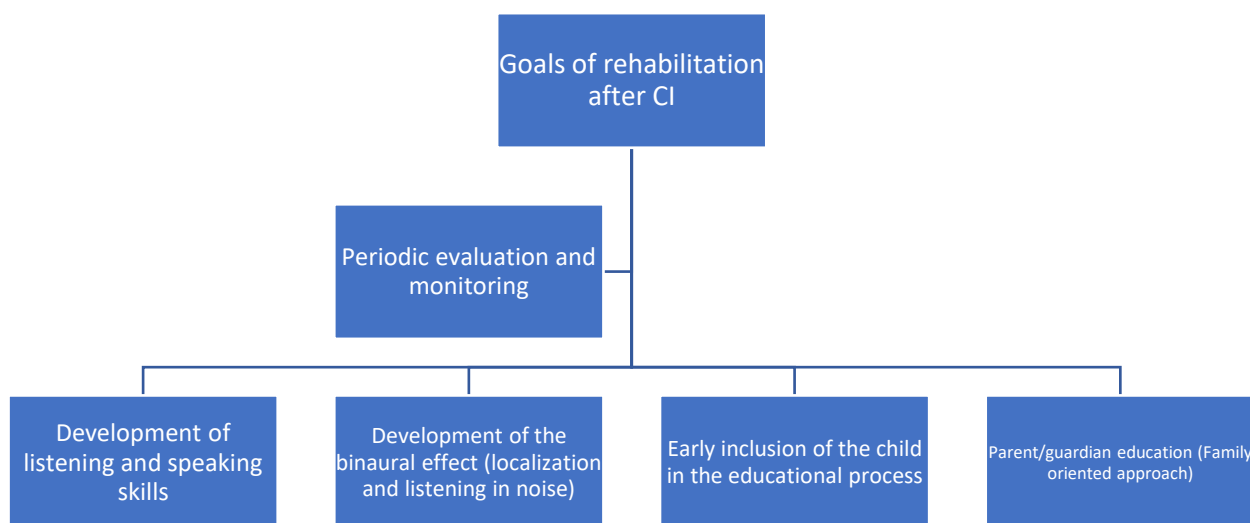 Goals of rehabilitation
after CI
Periodic evaluation and
monitoring
Development of
listening and speaking
skills
Development of the
binaural effect (localization
and listening in noise)
Early inclusion of the child
in the educational process
Parent/guardian education (Family
oriented approach)